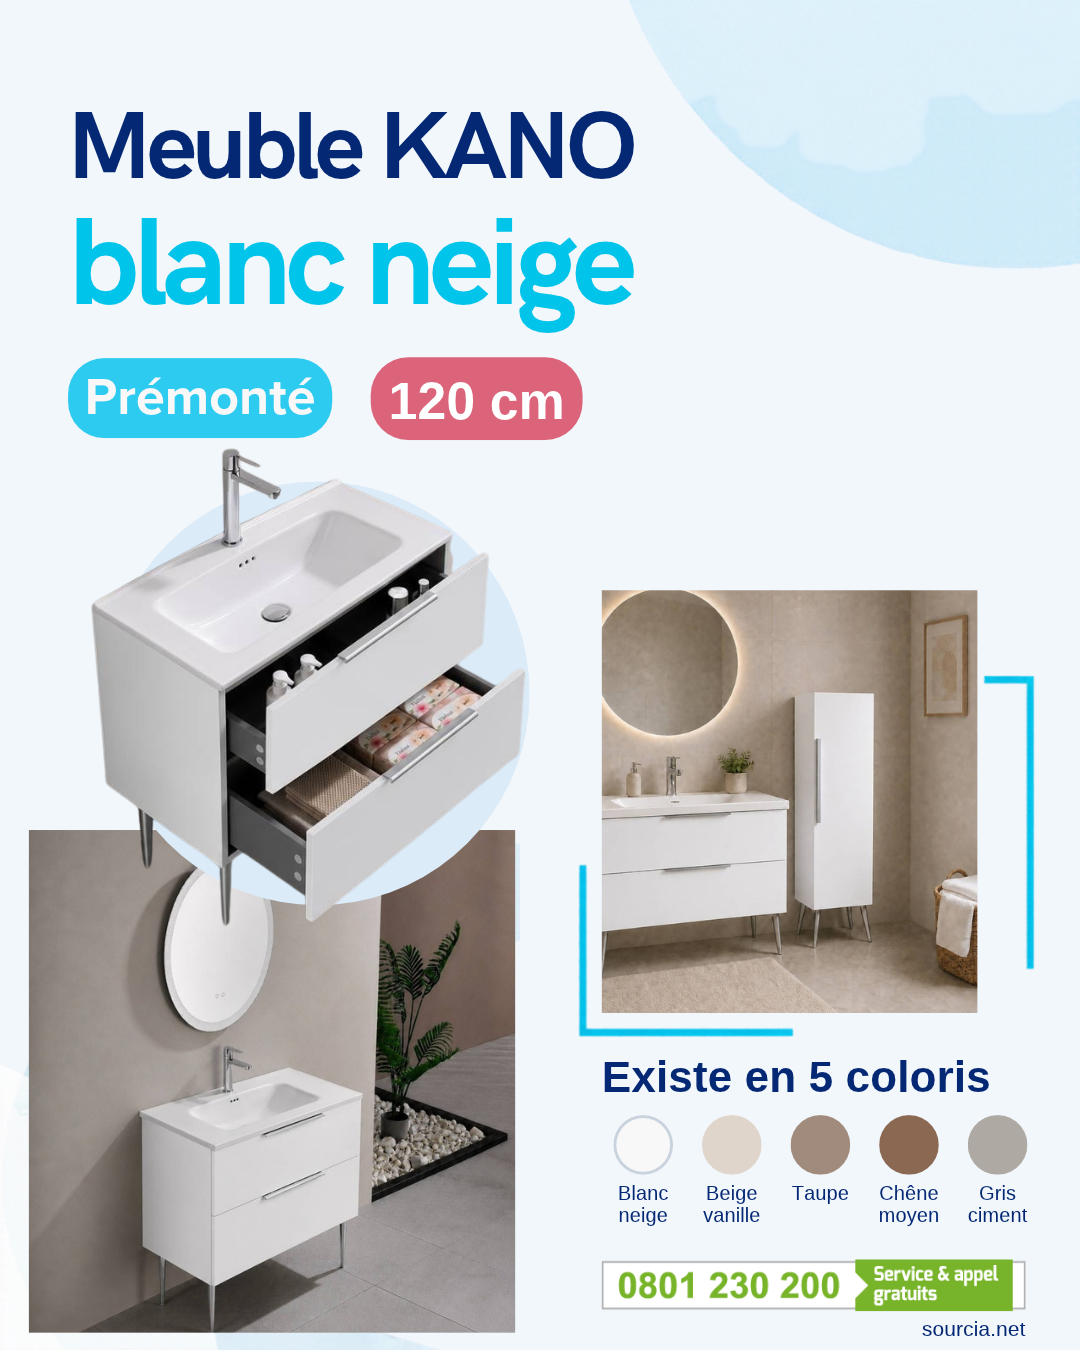 Meuble KANO
blanc neige
Prémonté
120 cm
Existe en 5 coloris
Blanc
neige
Beige
vanille
Taupe
Chêne
moyen
Gris
ciment
0801 230 200
Service & appel
gratuits
sourcia.net